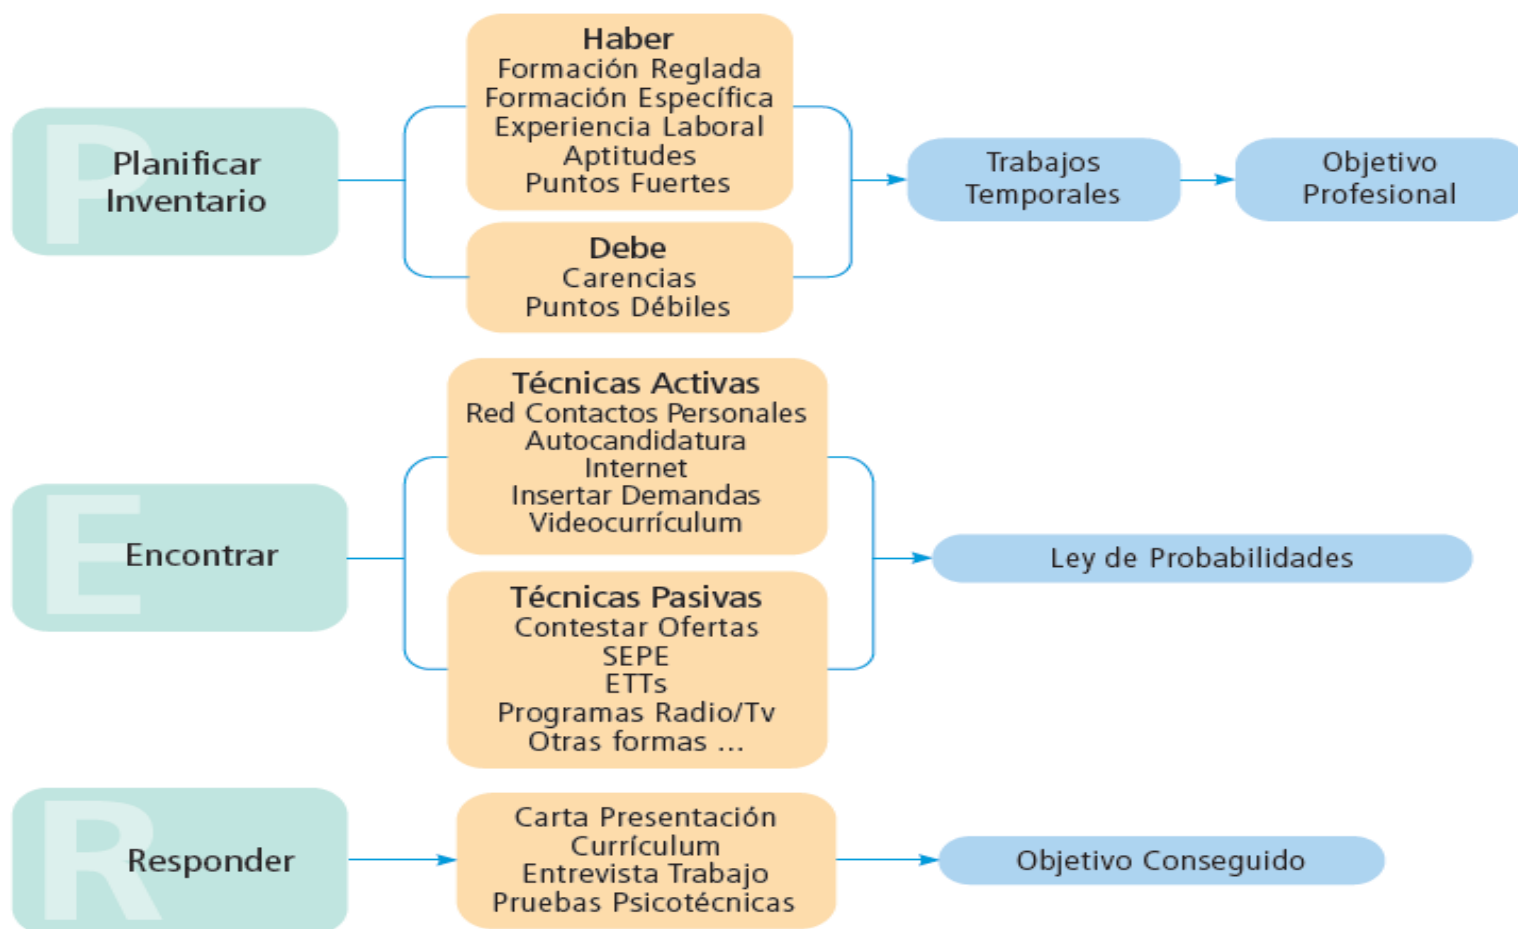 P
Planificar
Inventario
Haber
Formación Reglada
Formación Específica
Experiencia Laboral
Aptitudes
Puntos Fuertes
Debe
Carencias
Puntos Débiles
Trabajos
Temporales
Objetivo
Profesional
E
Encontrar
Técnicas Activas
Red Contactos Personales
Autocandidatura
Internet
Insertar Demandas
Videocurrículum
Técnicas Pasivas
Contestar Ofertas
SEPE
ETTs
Programas Radio/Tv
Otras formas ...
Ley de Probabilidades
R
Responder
Carta Presentación
Currículum
Entrevista Trabajo
Pruebas Psicotécnicas
Objetivo Conseguido